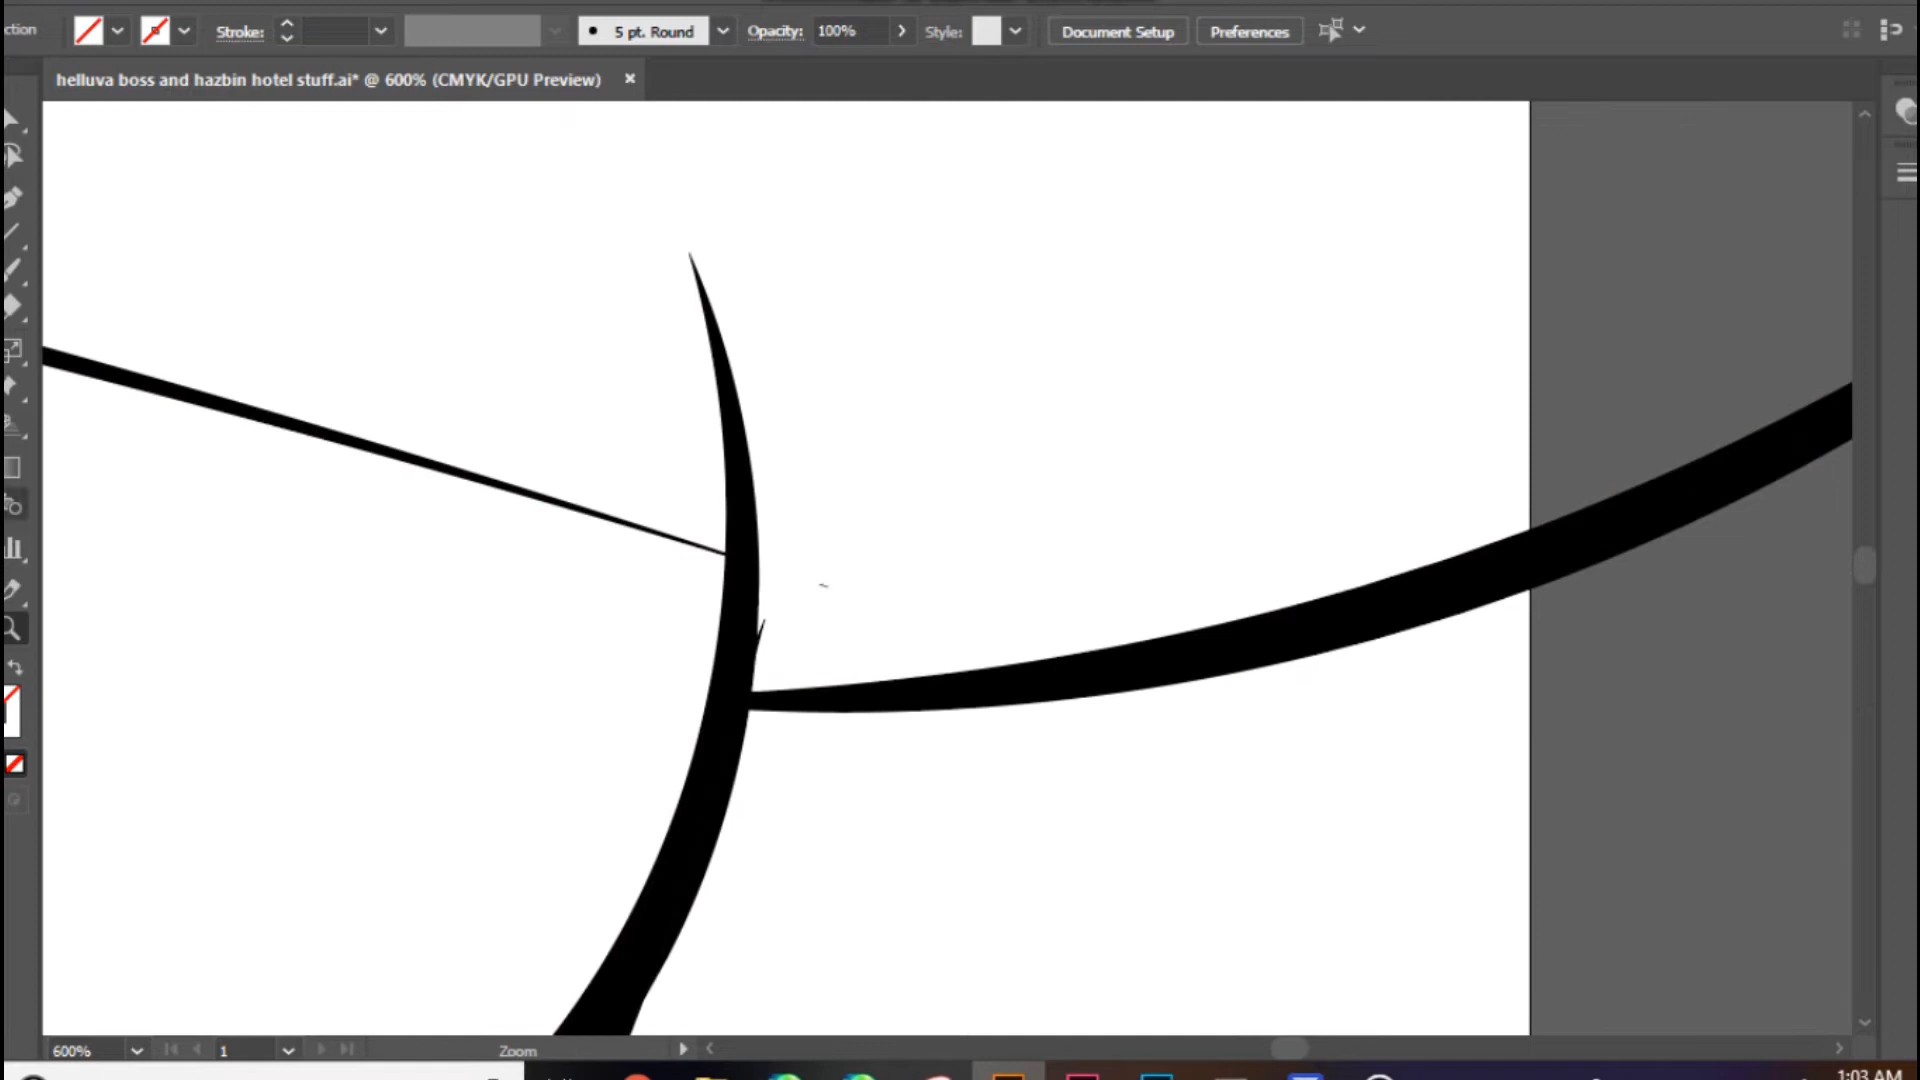 ction Stroke: 5 pt. Round Opacity: 100% Style: Document Setup Preferences
helluva boss and hazbin hotel stuff.ai* @ 600% (CMYK/GPU Preview) ×
600% 1 Zoom
1:03 AM